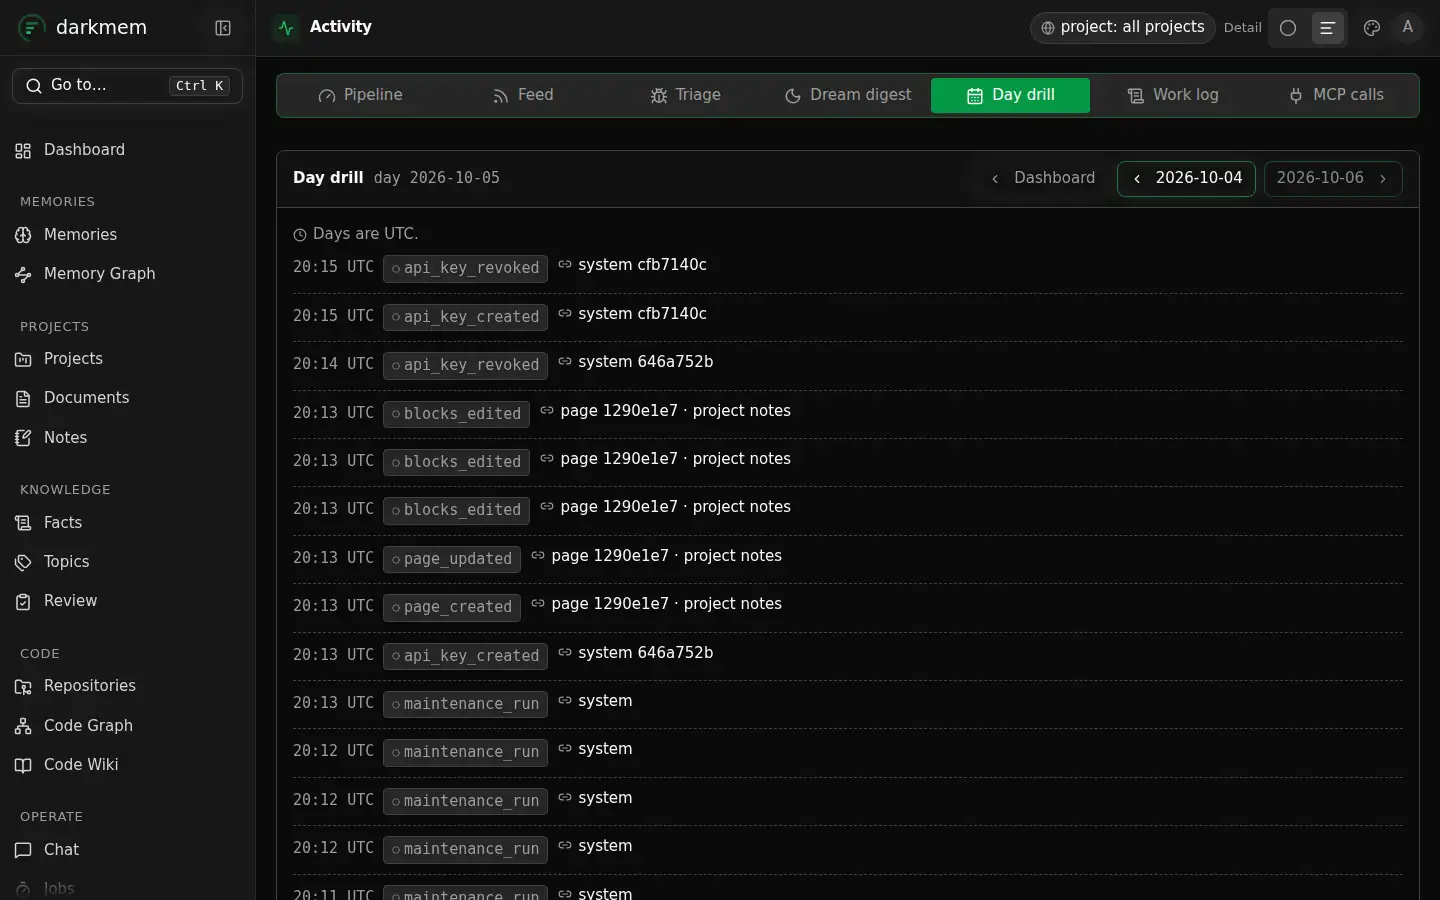 darkmem
Activity
project: all projects
Detail
A
Go to...
Ctrl K
Pipeline
Feed
Triage
Dream digest
Day drill
Work log
MCP calls
Dashboard
MEMORIES
Memories
Memory Graph
PROJECTS
Projects
Documents
Notes
KNOWLEDGE
Facts
Topics
Review
CODE
Repositories
Code Graph
Code Wiki
OPERATE
Chat
Jobs
Day drill day 2026-10-05
Dashboard
2026-10-04
2026-10-06
Days are UTC.
20:15 UTC api_key_revoked system cfb7140c
20:15 UTC api_key_created system cfb7140c
20:14 UTC api_key_revoked system 646a752b
20:13 UTC blocks_edited page 1290e1e7 · project notes
20:13 UTC blocks_edited page 1290e1e7 · project notes
20:13 UTC blocks_edited page 1290e1e7 · project notes
20:13 UTC page_updated page 1290e1e7 · project notes
20:13 UTC page_created page 1290e1e7 · project notes
20:13 UTC api_key_created system 646a752b
20:13 UTC maintenance_run system
20:12 UTC maintenance_run system
20:12 UTC maintenance_run system
20:12 UTC maintenance_run system
20:11 UTC maintenance_run system